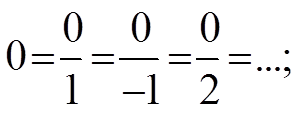 0 = 0/1 = 0/-1 = 0/2 = ...;